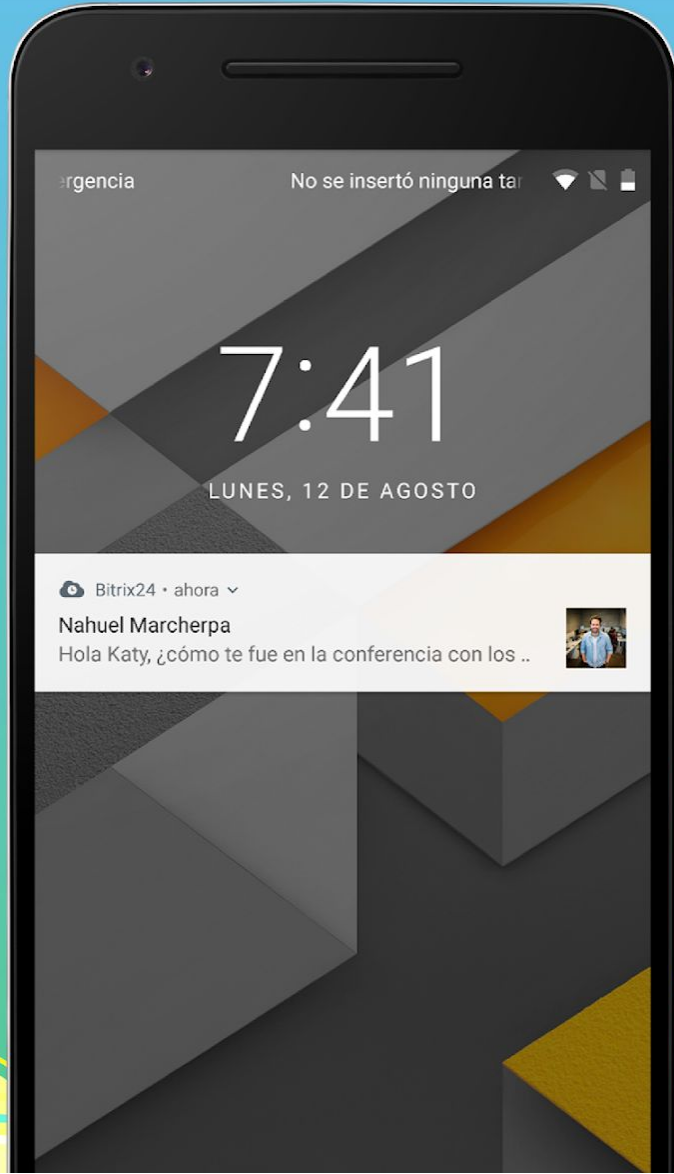 ergencia No se insertó ninguna tar
7:41
LUNES, 12 DE AGOSTO
Bitrix24 • ahora
Nahuel Marcherpa
Hola Katy, ¿cómo te fue en la conferencia con los ..